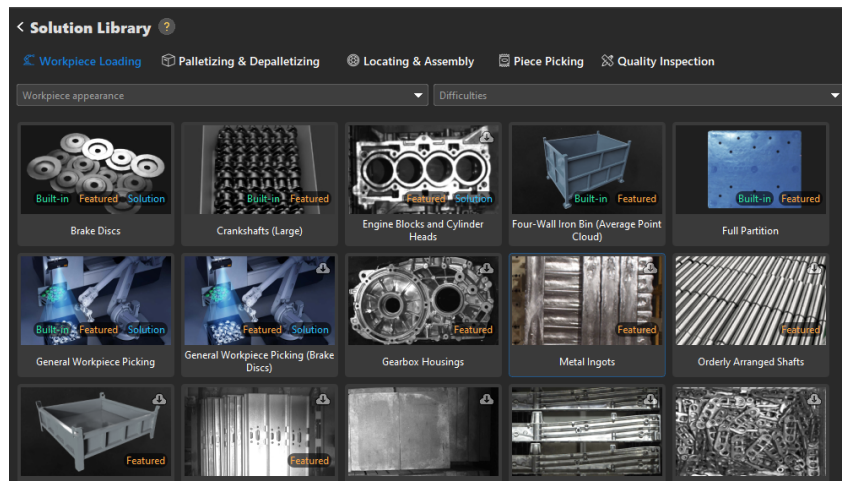 < Solution Library ?
Workpiece Loading Palletizing & Depalletizing Locating & Assembly Piece Picking Quality Inspection
Workpiece appearance Difficulties
Built-in Featured Solution
Built-in Featured
Featured Solution
Built-in Featured
Built-in Featured
Brake Discs
Crankshafts (Large)
Engine Blocks and Cylinder
Heads
Four-Wall Iron Bin (Average Point
Cloud)
Full Partition
Built-in Featured Solution
Featured Solution
Featured
Featured
Featured
General Workpiece Picking
General Workpiece Picking (Brake
Discs)
Gearbox Housings
Metal Ingots
Orderly Arranged Shafts
Featured
Featured